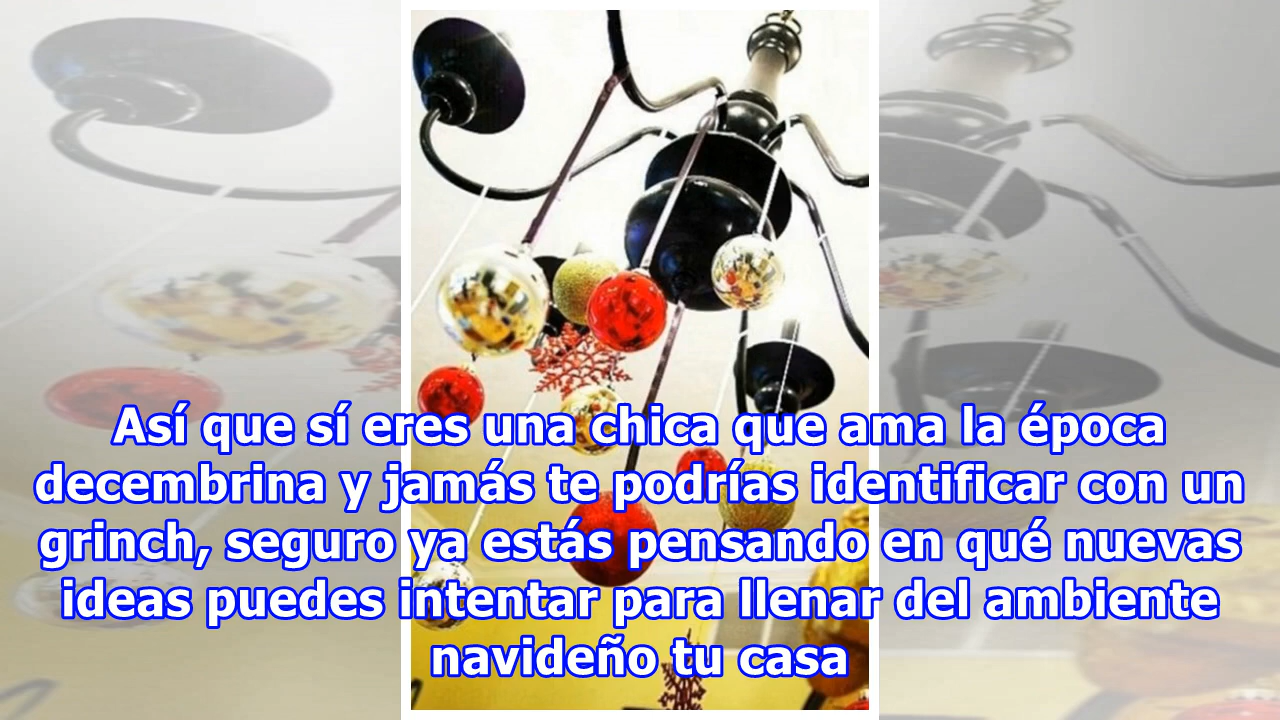 Así que sí eres una chica que ama la época
decembrina y jamás te podrías identificar con un
grinch, seguro ya estás pensando en qué nuevas
ideas puedes intentar para llenar del ambiente
navideño tu casa